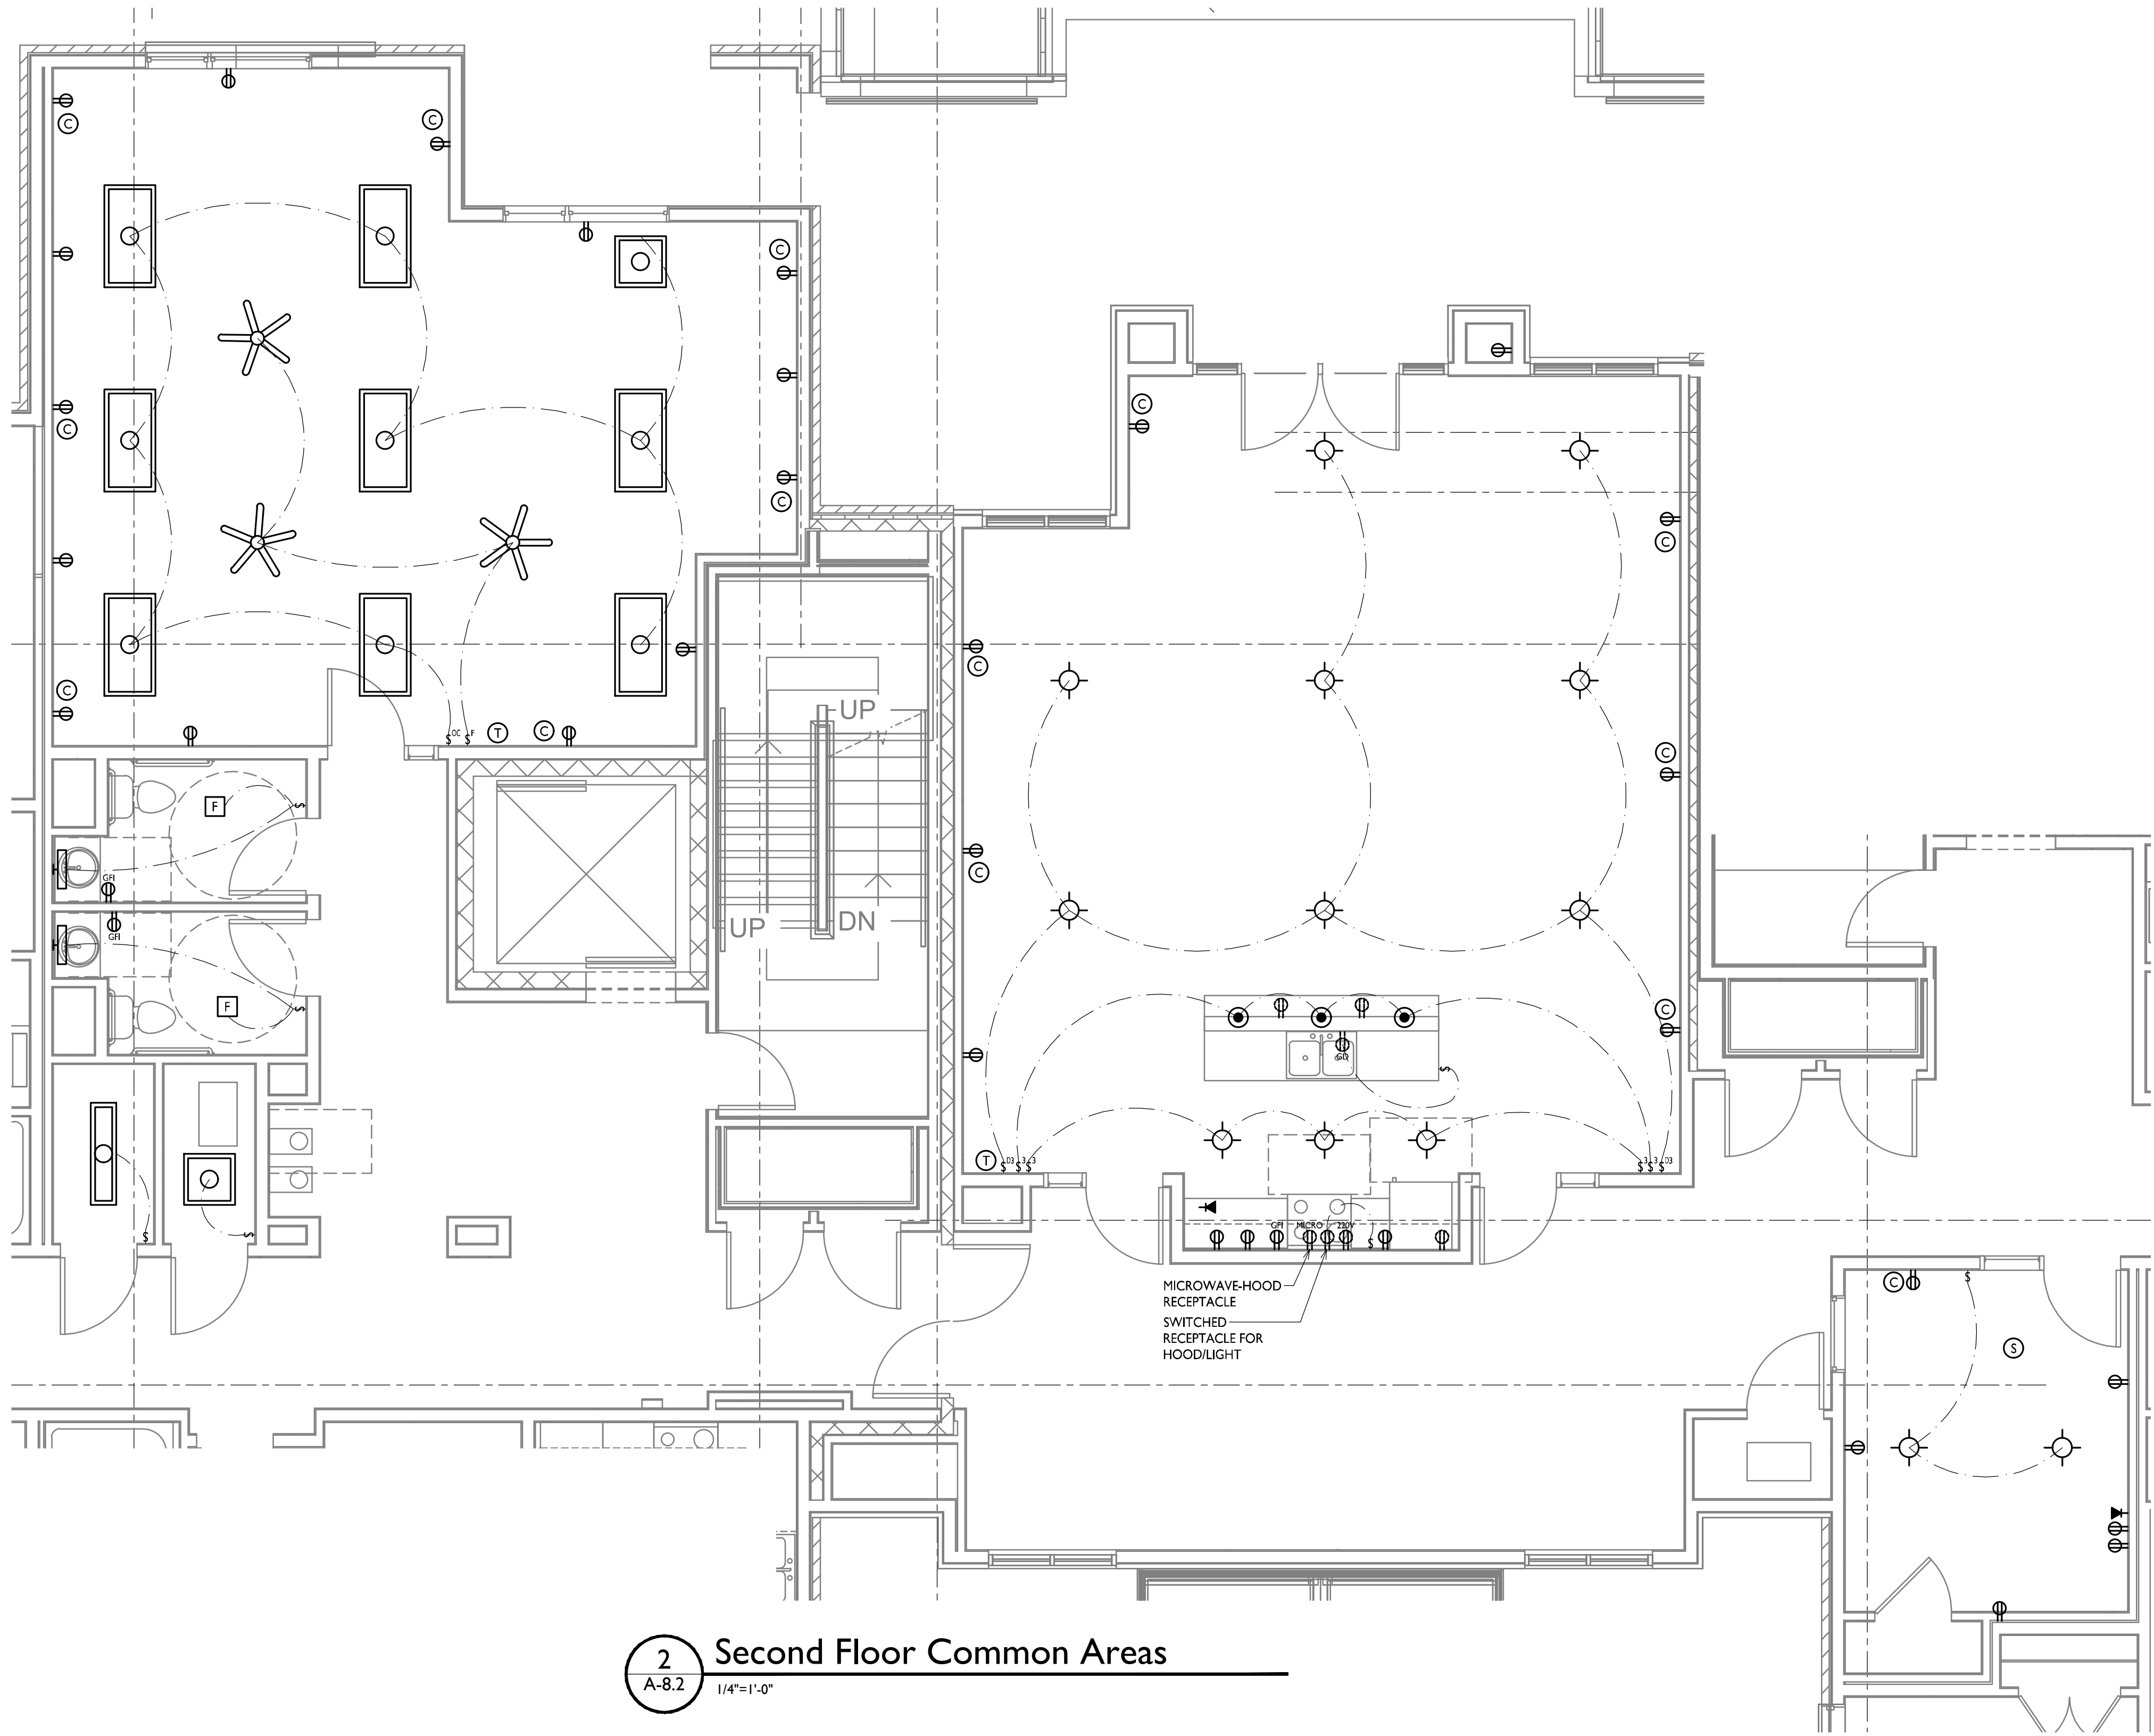 C
C
C
C
C
C
UP
C
C
C
C
$OC
$F
T
C
C
F
$
C
GFI
UP
DN
GFI
F
$
C
GD
$
T
$D3
$3
$3
$3
$3
$D3
$
$
GFI
MICRO
220V
$
MICROWAVE-HOOD
RECEPTACLE
SWITCHED
RECEPTACLE FOR
HOOD/LIGHT
C
$
S
2
A-8.2
Second Floor Common Areas
1/4"=1'-0"